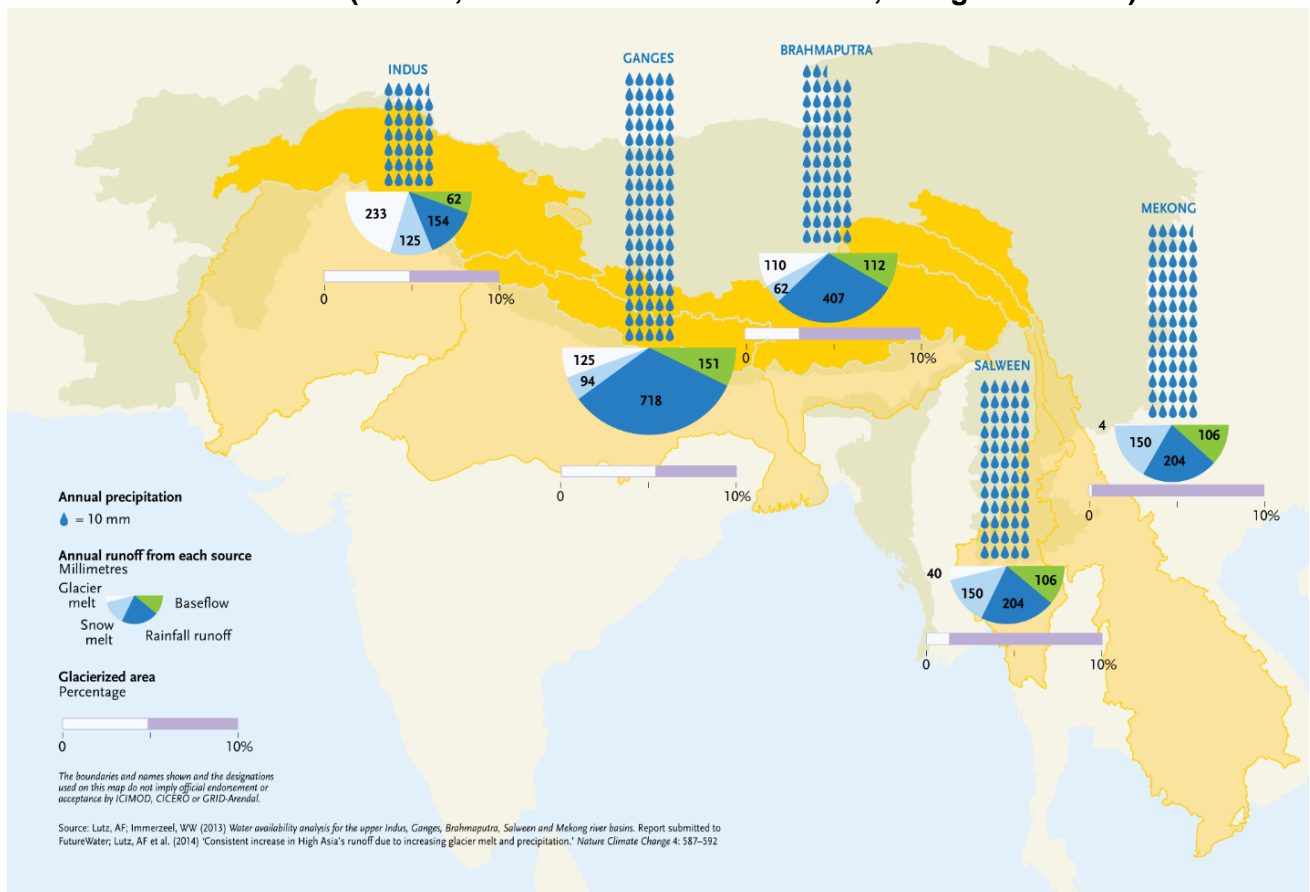 INDUS
GANGES
BRAHMAPUTRA
MEKONG
SALWEEN
233
125
154
62
0
10%
125
94
718
151
0
10%
110
62
407
112
0
10%
4
150
204
106
0
10%
40
150
204
106
0
10%
Annual precipitation
= 10 mm
Annual runoff from each source
Millimetres
Glacier
melt
Snow
melt
Baseflow
Rainfall runoff
Glacierized area
Percentage
0
10%
The boundaries and names shown and the designations
used on this map do not imply official endorsement or
acceptance by ICIMOD, CICERO or GRID-Arendal.
Source: Lutz, AF; Immerzeel, WW (2013) Water availability analysis for the upper Indus, Ganges, Brahmaputra, Salween and Mekong river basins. Report submitted to
FutureWater; Lutz, AF et al. (2014) ‘Consistent increase in High Asia's runoff due to increasing glacier melt and precipitation.’ Nature Climate Change 4: 587–592